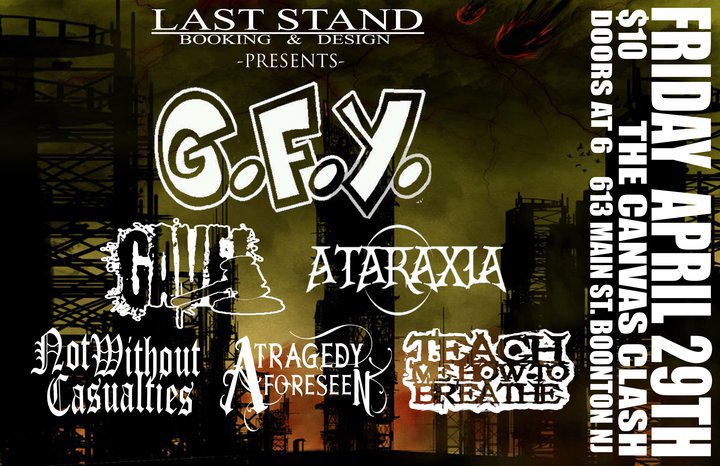 LAST STAND
BOOKING & DESIGN
-PRESENTS-
G.F.Y.
GAVEL
ATARAXIA
Not Without
Casualties
A TRAGEDY
FORESEEN
TEACH
ME HOW TO
BREATHE
FRIDAY APRIL 29TH
$10 THE CANVAS CLASH
DOORS AT 6 613 MAIN ST. BOONTON NJ